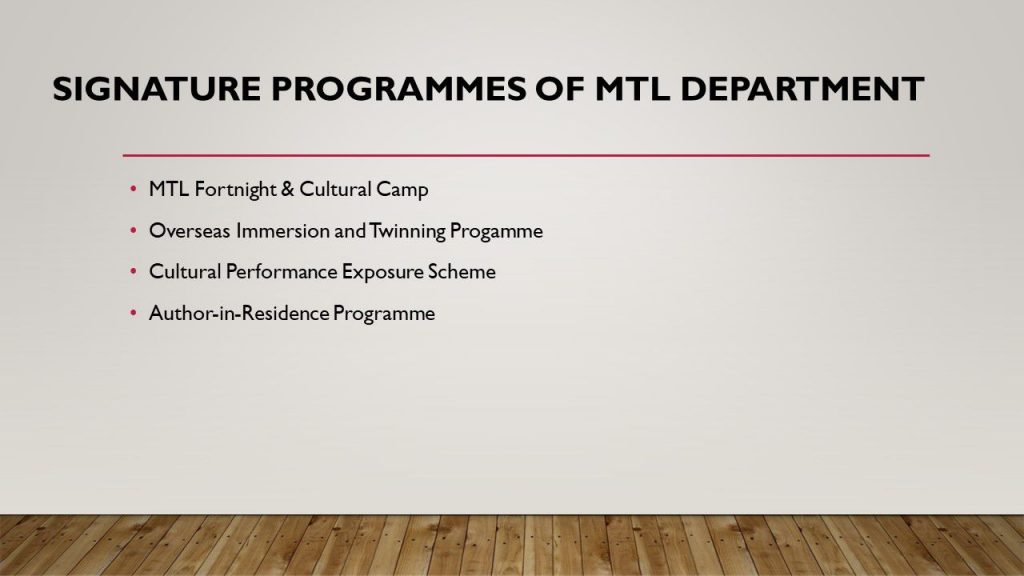 SIGNATURE PROGRAMMES OF MTL DEPARTMENT
• MTL Fortnight & Cultural Camp
• Overseas Immersion and Twinning Progamme
• Cultural Performance Exposure Scheme
• Author-in-Residence Programme